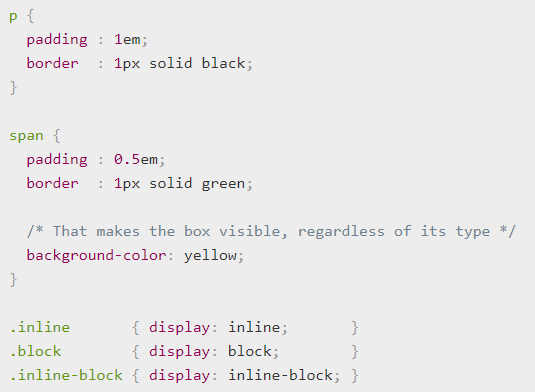 p {
  padding : 1em;
  border  : 1px solid black;
}

span {
  padding : 0.5em;
  border  : 1px solid green;

  /* That makes the box visible, regardless of its type */
  background-color: yellow;
}

.inline       { display: inline;       }
.block        { display: block;        }
.inline-block { display: inline-block; }